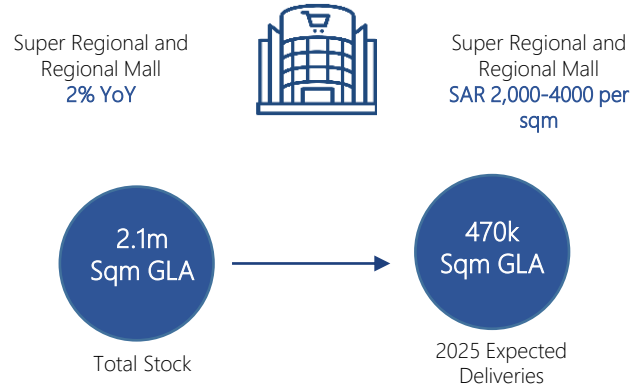 Super Regional and
Regional Mall
2% YoY
Super Regional and
Regional Mall
SAR 2,000-4000 per
sqm
2.1m
Sqm GLA
Total Stock
470k
Sqm GLA
2025 Expected
Deliveries